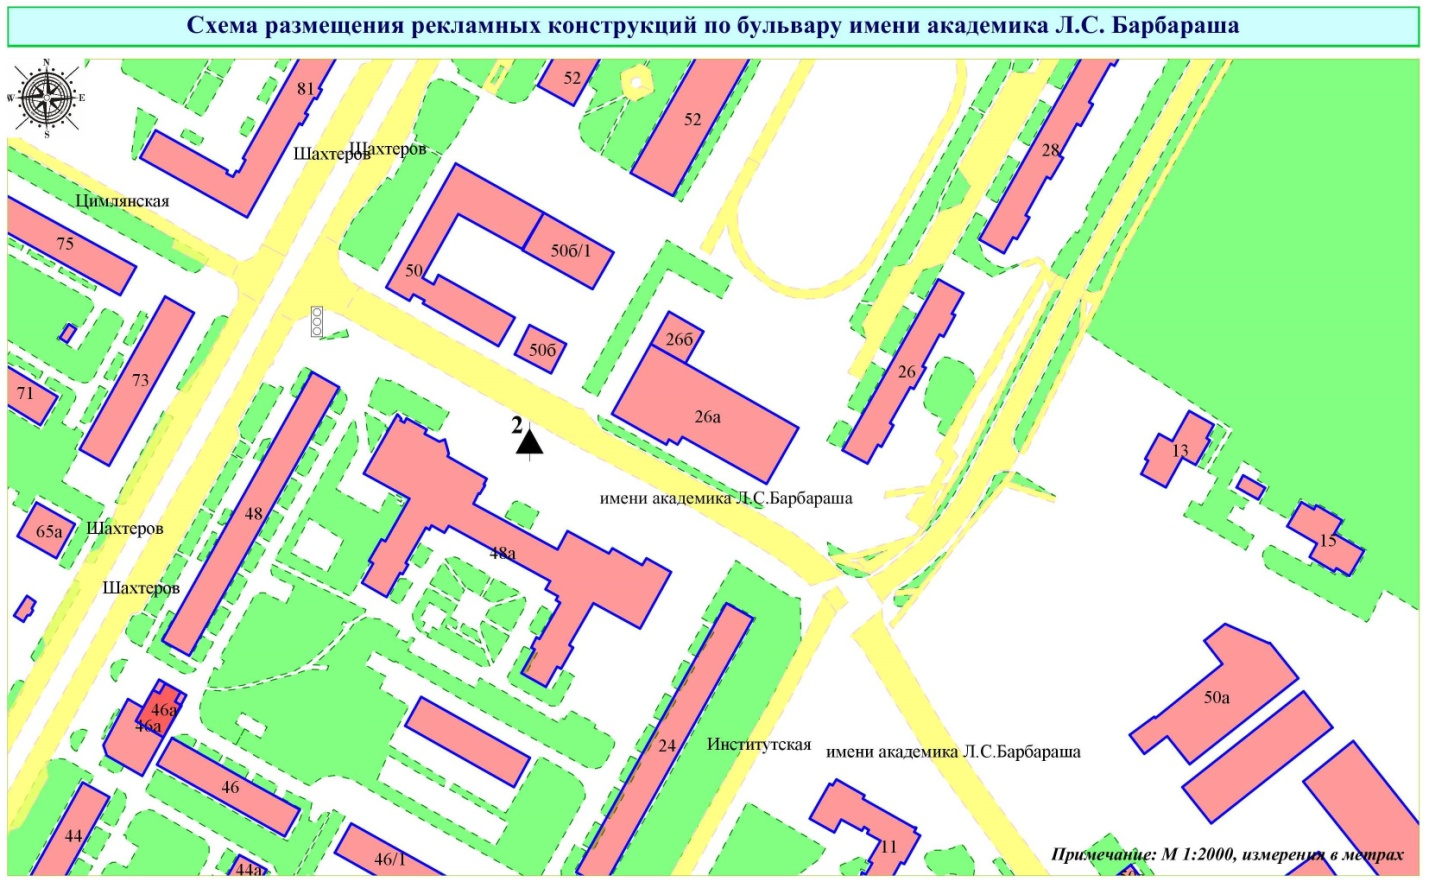 Схема размещения рекламных конструкций по бульвару имени академика Л.С. Барбараша
N
W
E
S
81
52
52
28
Шахтеров
Шахтеров
Цимлянская
75
50б/1
50
26б
50б
73
26
71
26а
2
13
имени академика Л.С.Барбараша
48
65а
Шахтеров
15
48а
Шахтеров
50а
46а
46а
24
Институтская
имени академика Л.С.Барбараша
46
44
11
46/1
Примечание: М 1:2000, измерения в метрах
44а